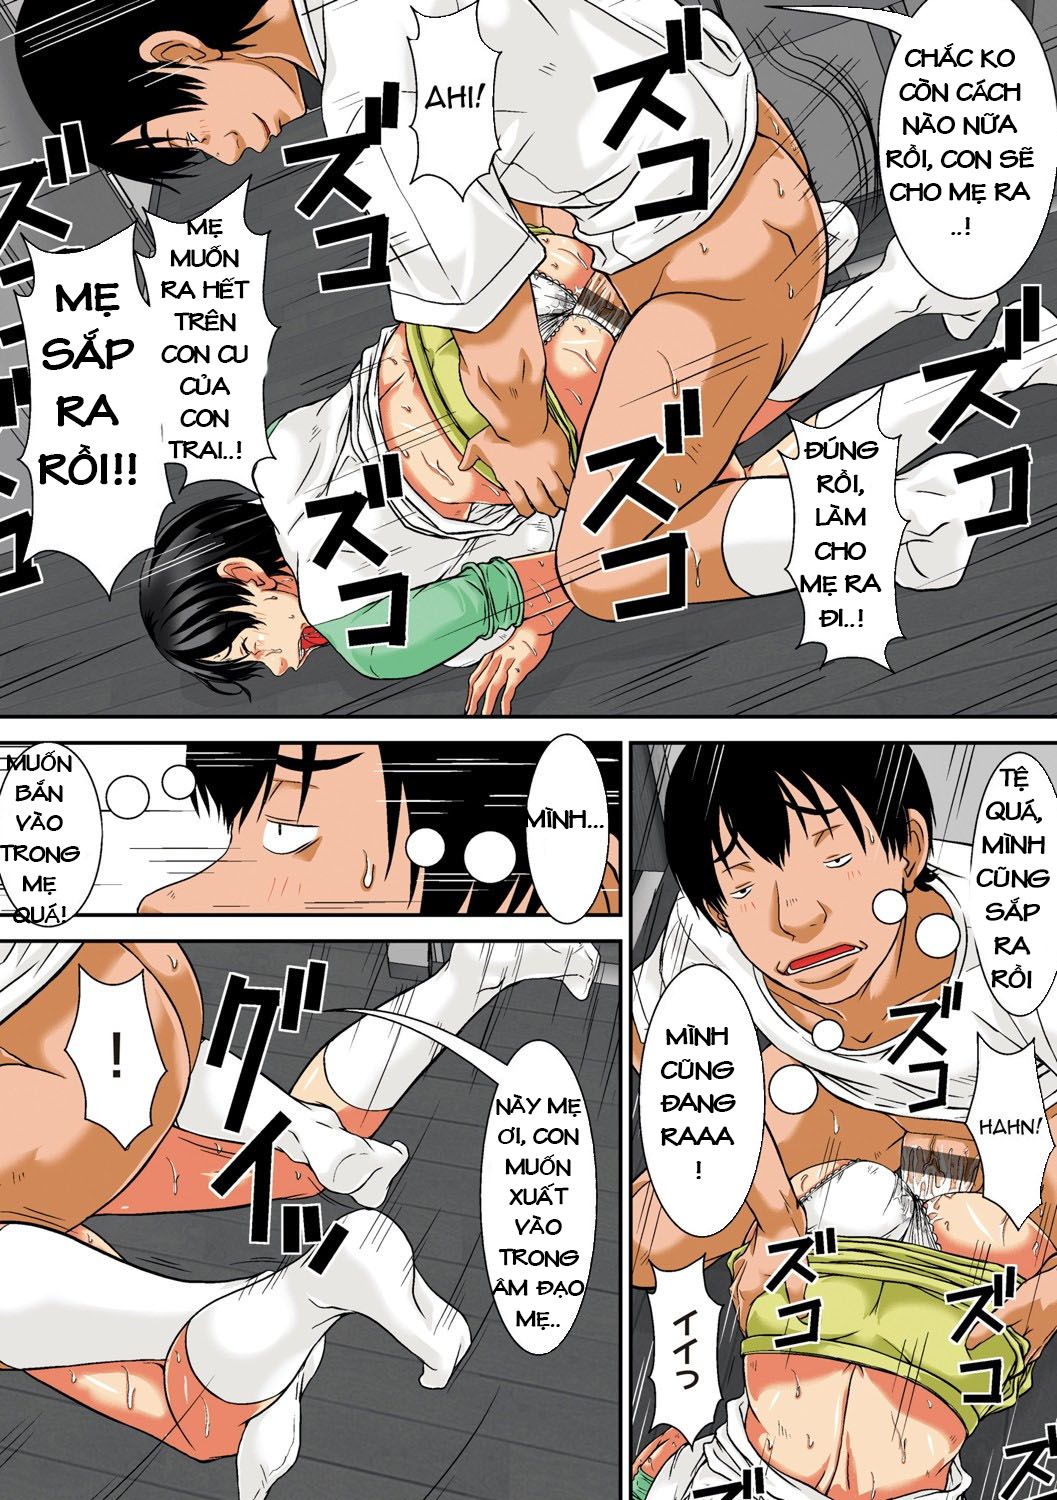 CHẮC KO
CÒN CÁCH
NÀO NỮA
RỒI, CON SẼ
CHO MẸ RA
..!
AHI!
MẸ
MUỐN
RA HẾT
TRÊN
CON CU
CỦA
CON
TRAI..!
MẸ
SẮP
RA
RỒI!!
ĐÚNG
RỒI,
LÀM
CHO
MẸ RA
ĐI..!
ズコ
ズコ
ズコ
ズコ
ズコ
ズコ
TỆ
QUÁ,
MÌNH
CŨNG
SẮP
RA
RỒI
MÌNH
CŨNG
ĐANG
RAAA
!
HAHN!
イイっ
ズコ
ズコ
ズコ
MÌNH...
MUỐN
BẮN
VÀO
TRONG
MẸ
QUÁ!
!
グイッ
NÀY MẸ
ƠI, CON
MUỐN
XUẤT
VÀO
TRONG
ÂM ĐẠO
MẸ..